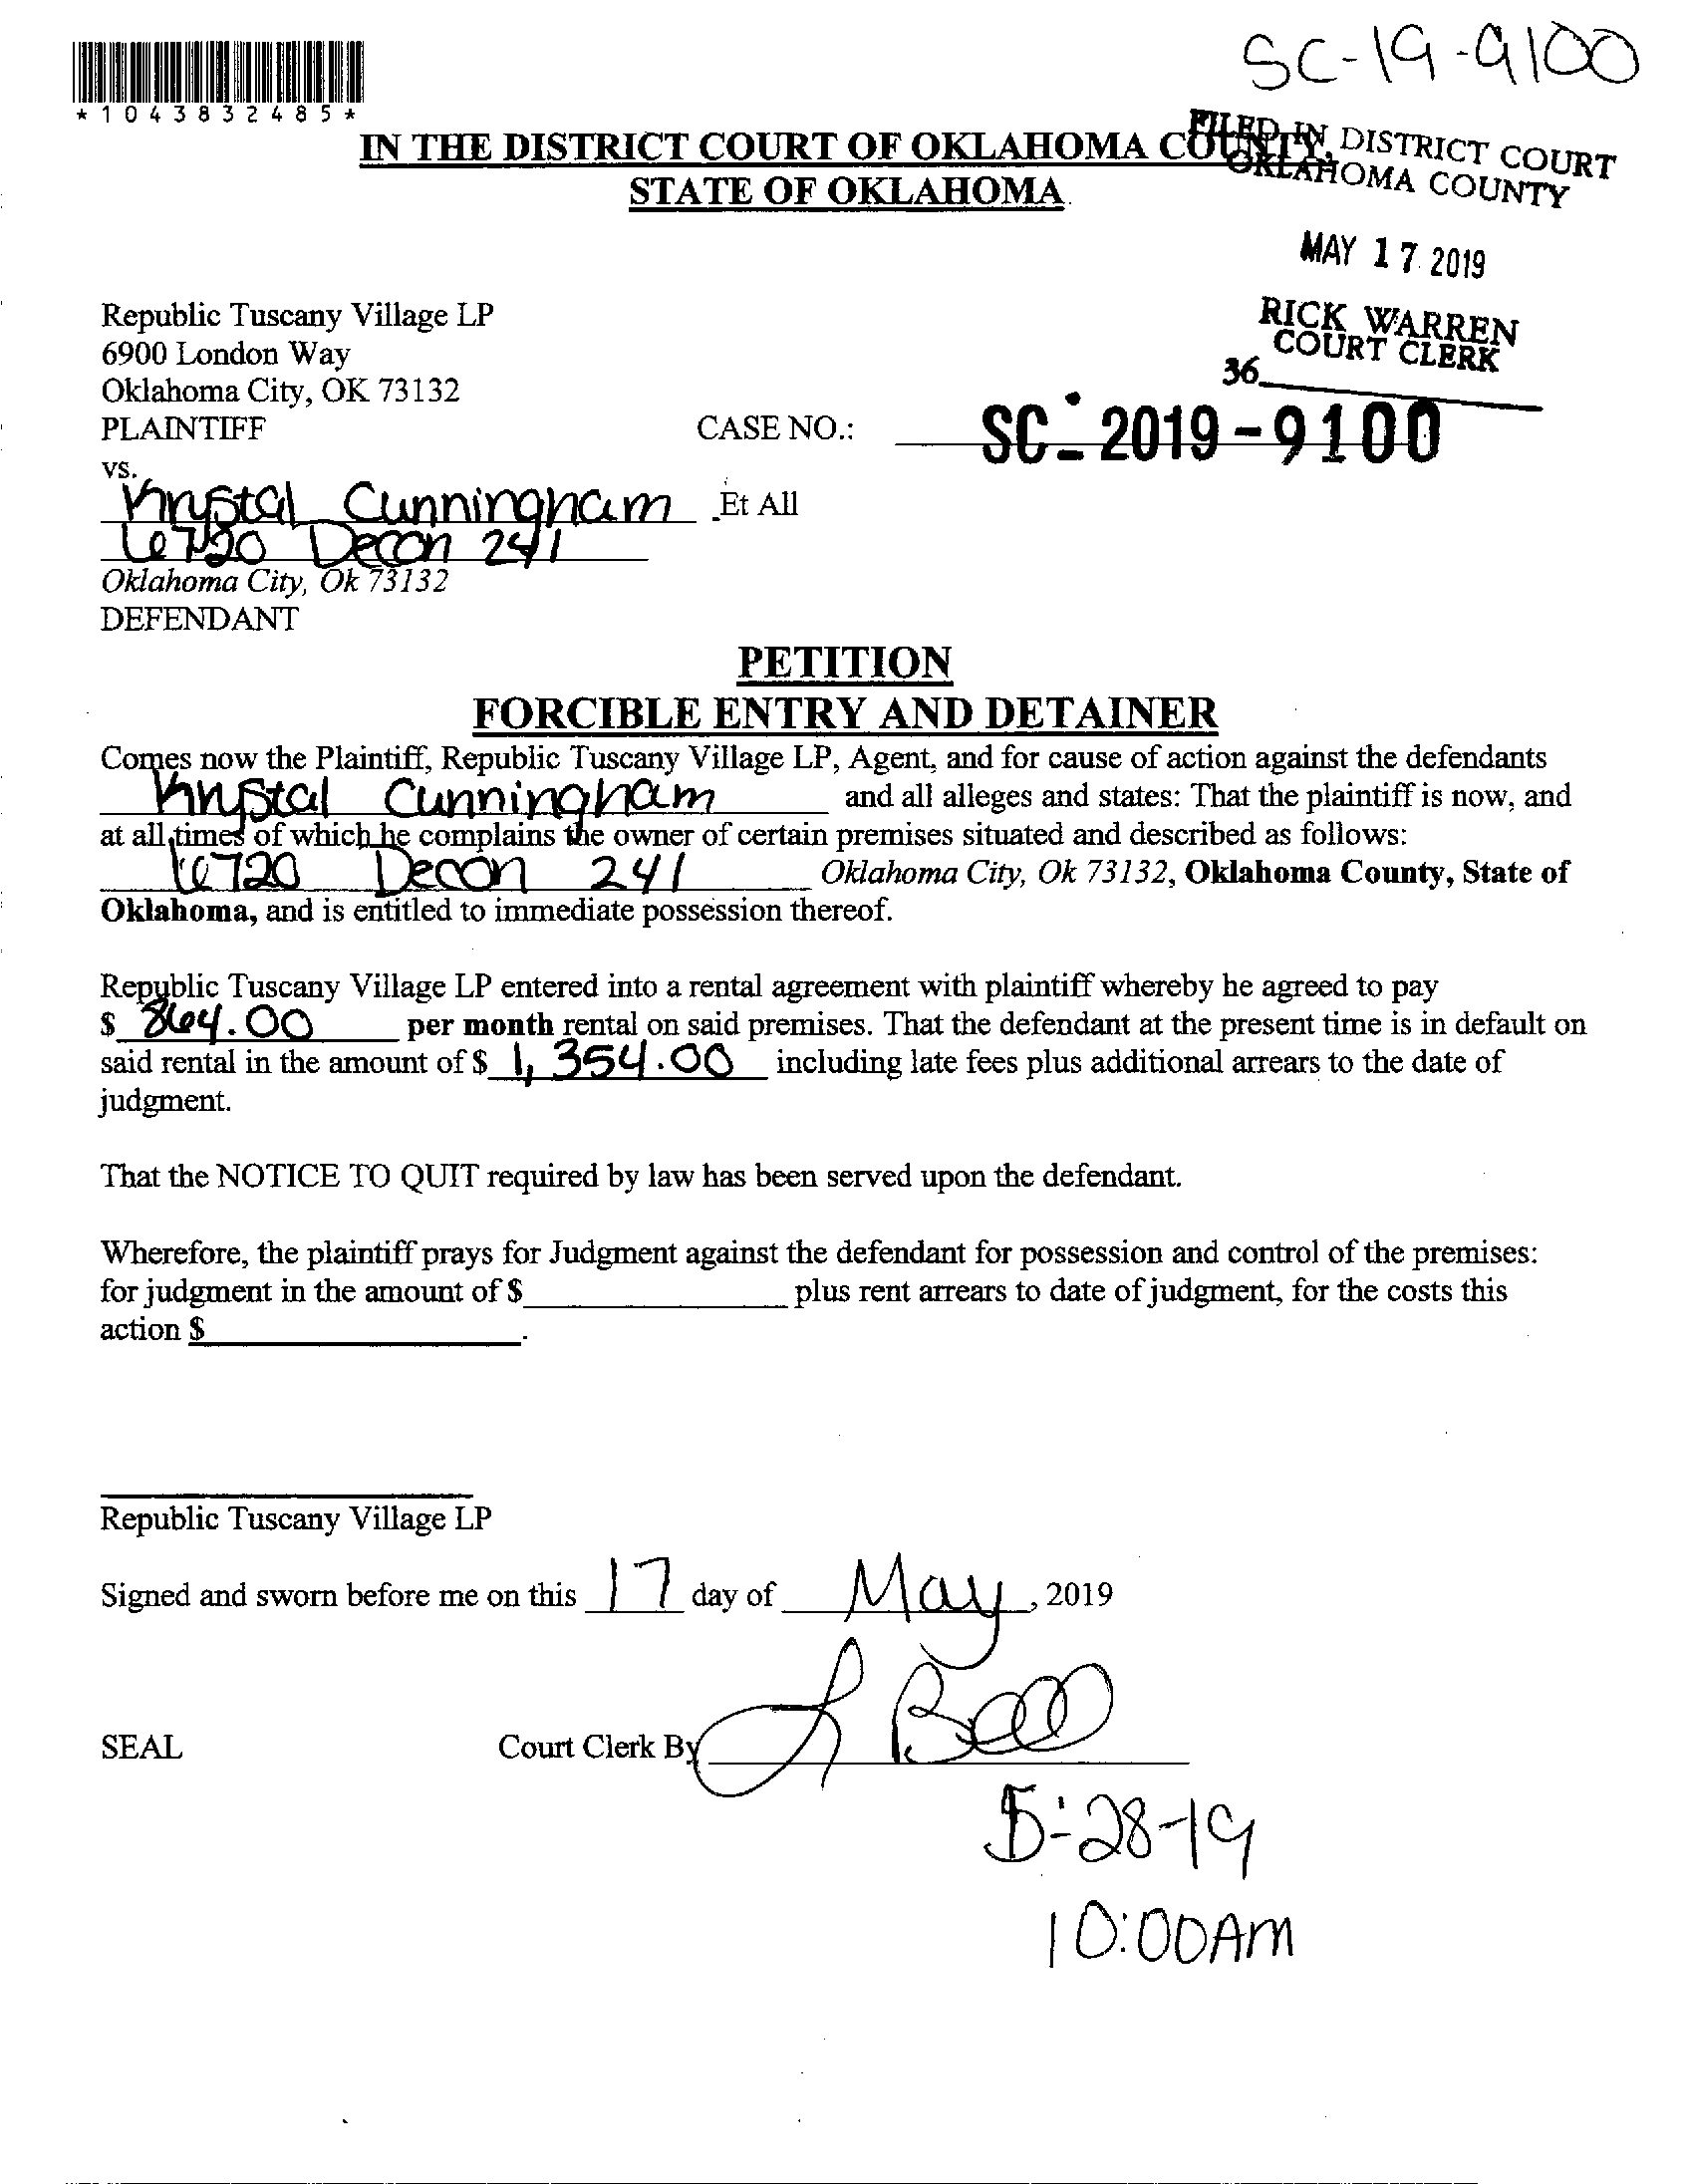 SC-19-9100
*1043832485*
IN THE DISTRICT COURT OF OKLAHOMA COUNTY,
STATE OF OKLAHOMA
FILED IN DISTRICT COURT
OKLAHOMA COUNTY
MAY 17 2019
RICK WARREN
COURT CLERK
36
Republic Tuscany Village LP
6900 London Way
Oklahoma City, OK 73132
PLAINTIFF
CASE NO.: SC-2019-9100
vs.
Krystal Cunningham Et All
6720 Decon 241
Oklahoma City, Ok 73132
DEFENDANT
PETITION
FORCIBLE ENTRY AND DETAINER
Comes now the Plaintiff, Republic Tuscany Village LP, Agent, and for cause of action against the defendants
Krystal Cunningham and all alleges and states: That the plaintiff is now, and
at all times of which he complains the owner of certain premises situated and described as follows:
6720 Decon 241 Oklahoma City, Ok 73132, Oklahoma County, State of
Oklahoma, and is entitled to immediate possession thereof.
Republic Tuscany Village LP entered into a rental agreement with plaintiff whereby he agreed to pay
$ 864.00 per month rental on said premises. That the defendant at the present time is in default on
said rental in the amount of $ 1,354.00 including late fees plus additional arrears to the date of
judgment.
That the NOTICE TO QUIT required by law has been served upon the defendant.
Wherefore, the plaintiff prays for Judgment against the defendant for possession and control of the premises:
for judgment in the amount of $ plus rent arrears to date of judgment, for the costs this
action $ .
Republic Tuscany Village LP
Signed and sworn before me on this 17 day of May, 2019
SEAL Court Clerk By L Bell
5-28-19
10:00AM